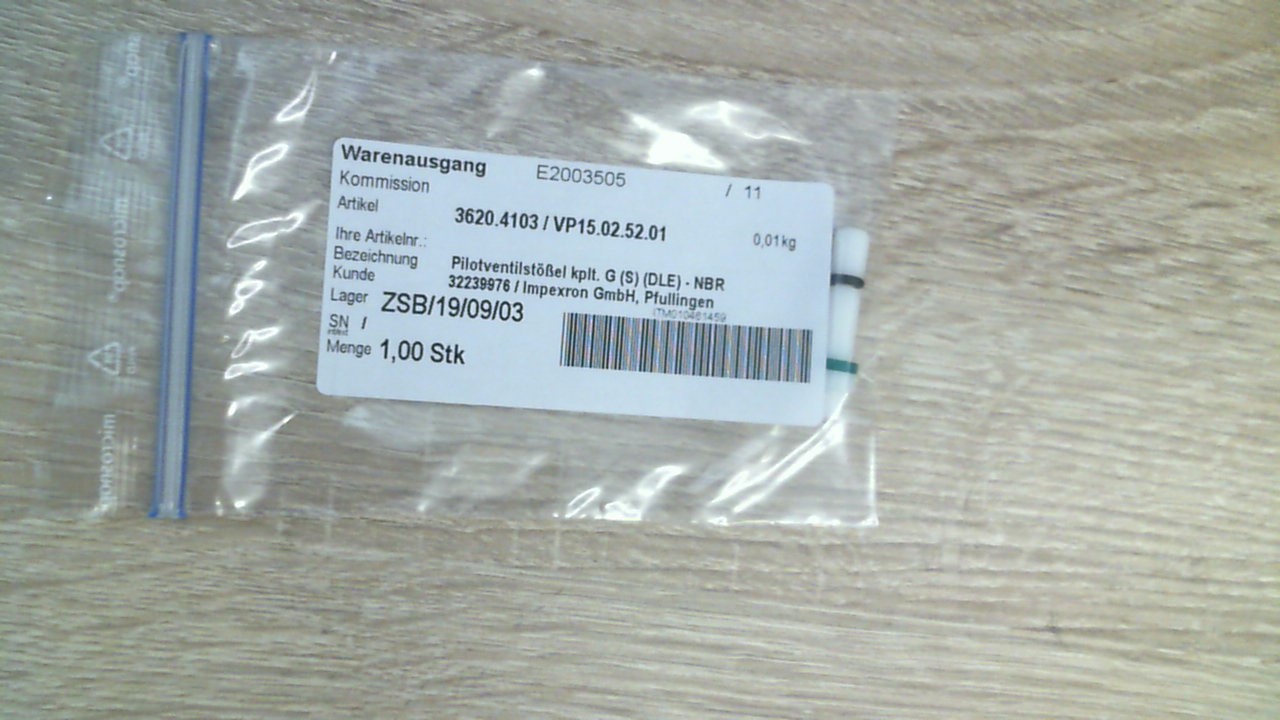 Warenausgang E2003505 / 11
Kommission
Artikel 3620.4103 / VP15.02.52.01 0,01kg
Ihre Artikelnr.:
Bezeichnung Pilotventilstößel kplt. G (S) (DLE) - NBR
Kunde 32239976 / Impexron GmbH, Pfullingen
Lager ZSB/19/09/03
ITM010461459
SN /
Menge 1,00 Stk